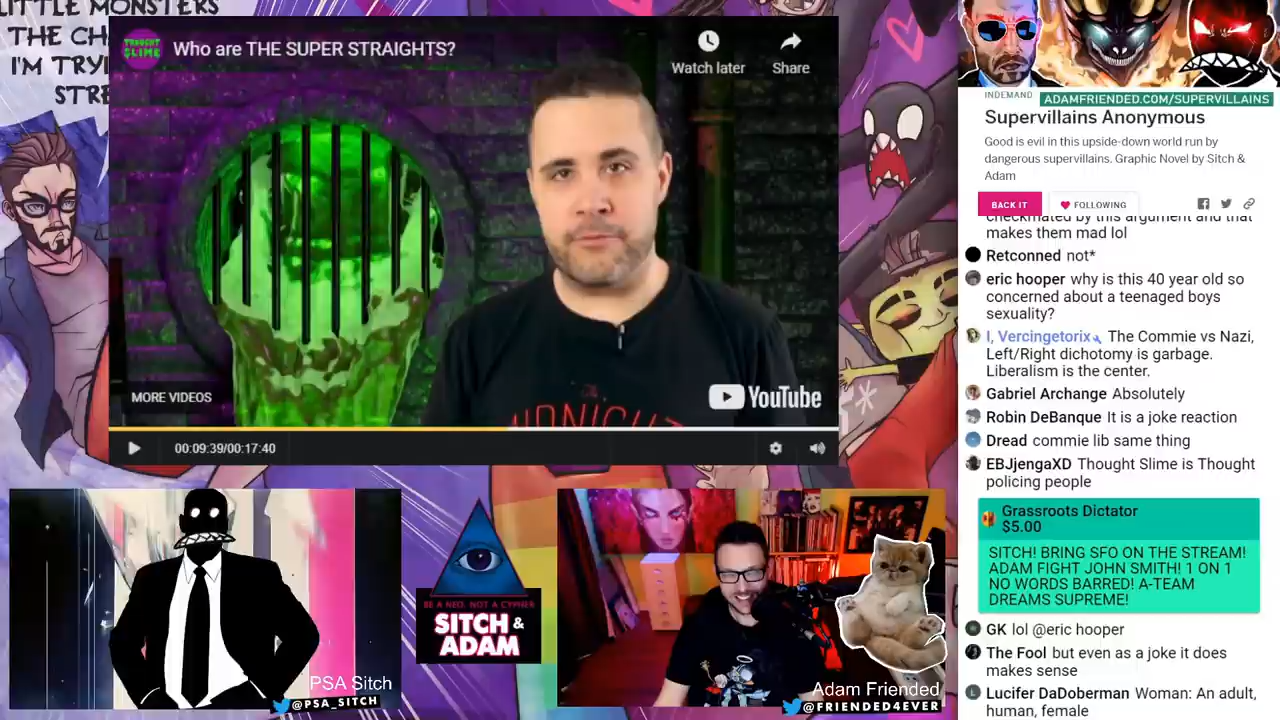 LITTLE MONSTERS
THE CH
I'M TRYI
STRE
THOUGHT
SLIME
Who are THE SUPER STRAIGHTS?
Watch later
Share
MORE VIDEOS
YouTube
00:09:39/00:17:40
BE A NEO, NOT A CYPHER
SITCH &
ADAM
PSA Sitch
@PSA_SITCH
Adam Friended
@FRIENDED4EVER
INDEMAND
ADAMFRIENDED.COM/SUPERVILLAINS
Supervillains Anonymous
Good is evil in this upside-down world run by
dangerous supervillains. Graphic Novel by Sitch &
Adam
BACK IT
FOLLOWING
checkmated by this argument and that
makes them mad lol
Retconned not*
eric hooper why is this 40 year old so
concerned about a teenaged boys
sexuality?
I, Vercingetorix The Commie vs Nazi,
Left/Right dichotomy is garbage.
Liberalism is the center.
Gabriel Archange Absolutely
Robin DeBanque It is a joke reaction
Dread commie lib same thing
EBJjengaXD Thought Slime is Thought
policing people
Grassroots Dictator
$5.00
SITCH! BRING SFO ON THE STREAM!
ADAM FIGHT JOHN SMITH! 1 ON 1
NO WORDS BARRED! A-TEAM
DREAMS SUPREME!
GK lol @eric hooper
The Fool but even as a joke it does
makes sense
Lucifer DaDoberman Woman: An adult,
human, female